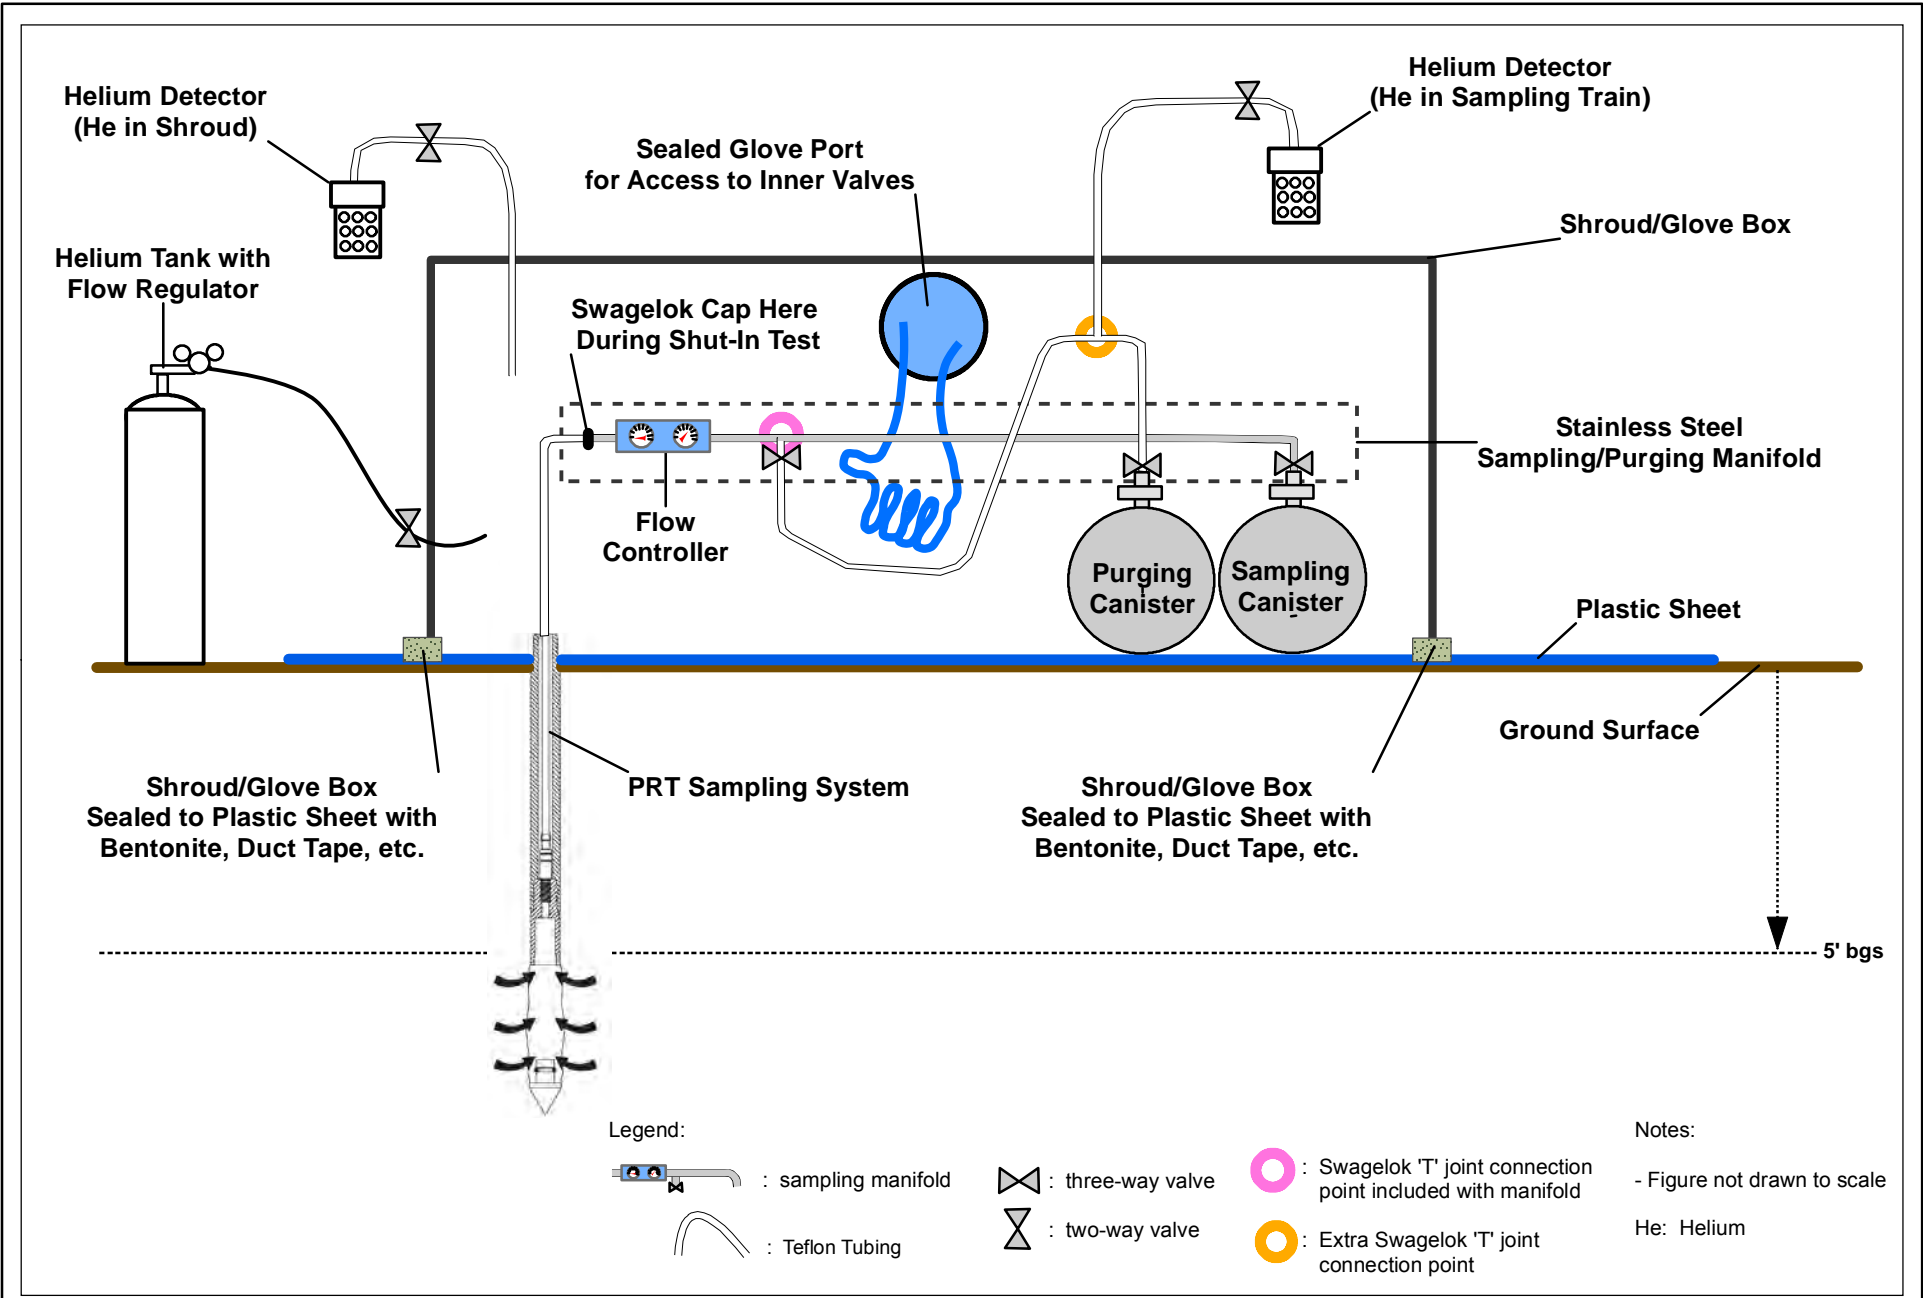 Helium Detector
(He in Shroud)
Helium Detector
(He in Sampling Train)
Sealed Glove Port
for Access to Inner Valves
Shroud/Glove Box
Helium Tank with
Flow Regulator
Swagelok Cap Here
During Shut-In Test
Stainless Steel
Sampling/Purging Manifold
Flow
Controller
Purging
Canister
Sampling
Canister
Plastic Sheet
Ground Surface
Shroud/Glove Box
Sealed to Plastic Sheet with
Bentonite, Duct Tape, etc.
PRT Sampling System
Shroud/Glove Box
Sealed to Plastic Sheet with
Bentonite, Duct Tape, etc.
5' bgs
Legend:
: sampling manifold
: Teflon Tubing
: three-way valve
: two-way valve
: Swagelok 'T' joint connection
point included with manifold
: Extra Swagelok 'T' joint
connection point
Notes:
- Figure not drawn to scale
He: Helium